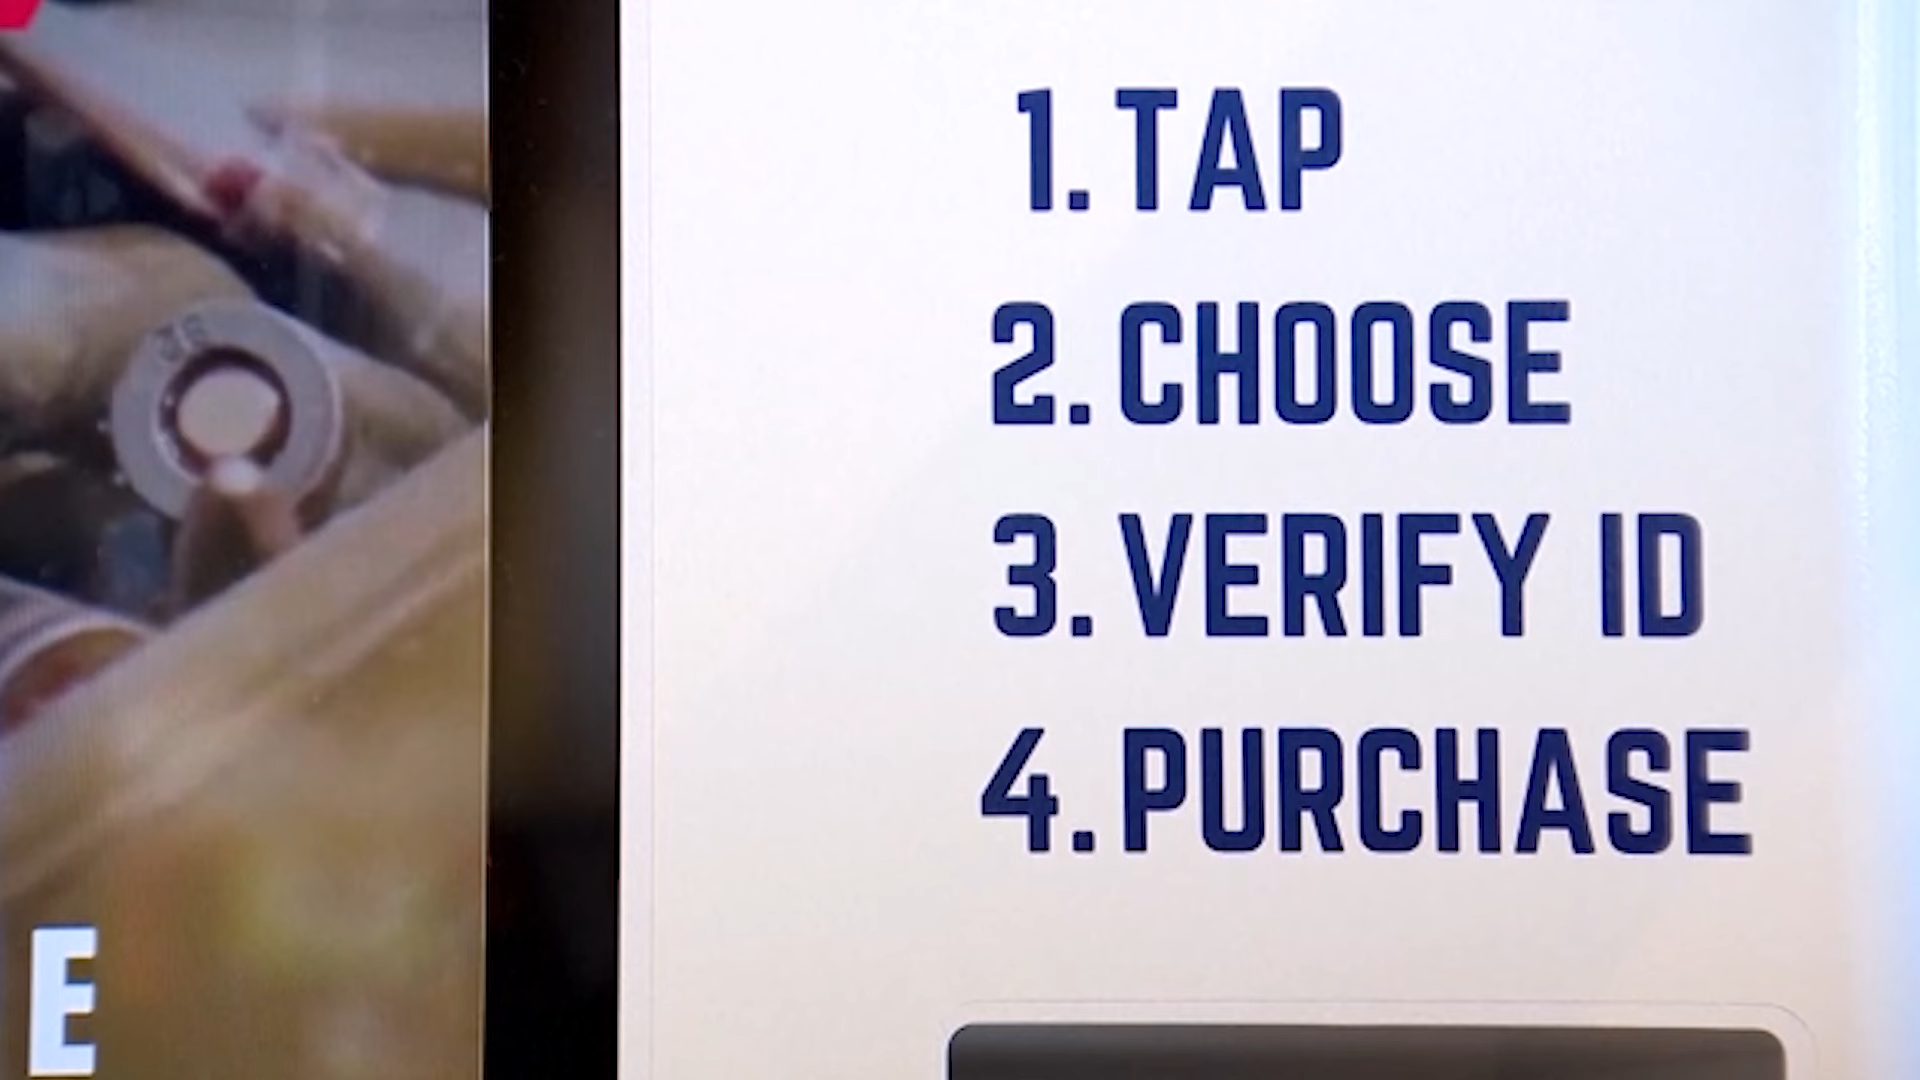 1. TAP
2. CHOOSE
3. VERIFY ID
4. PURCHASE
E